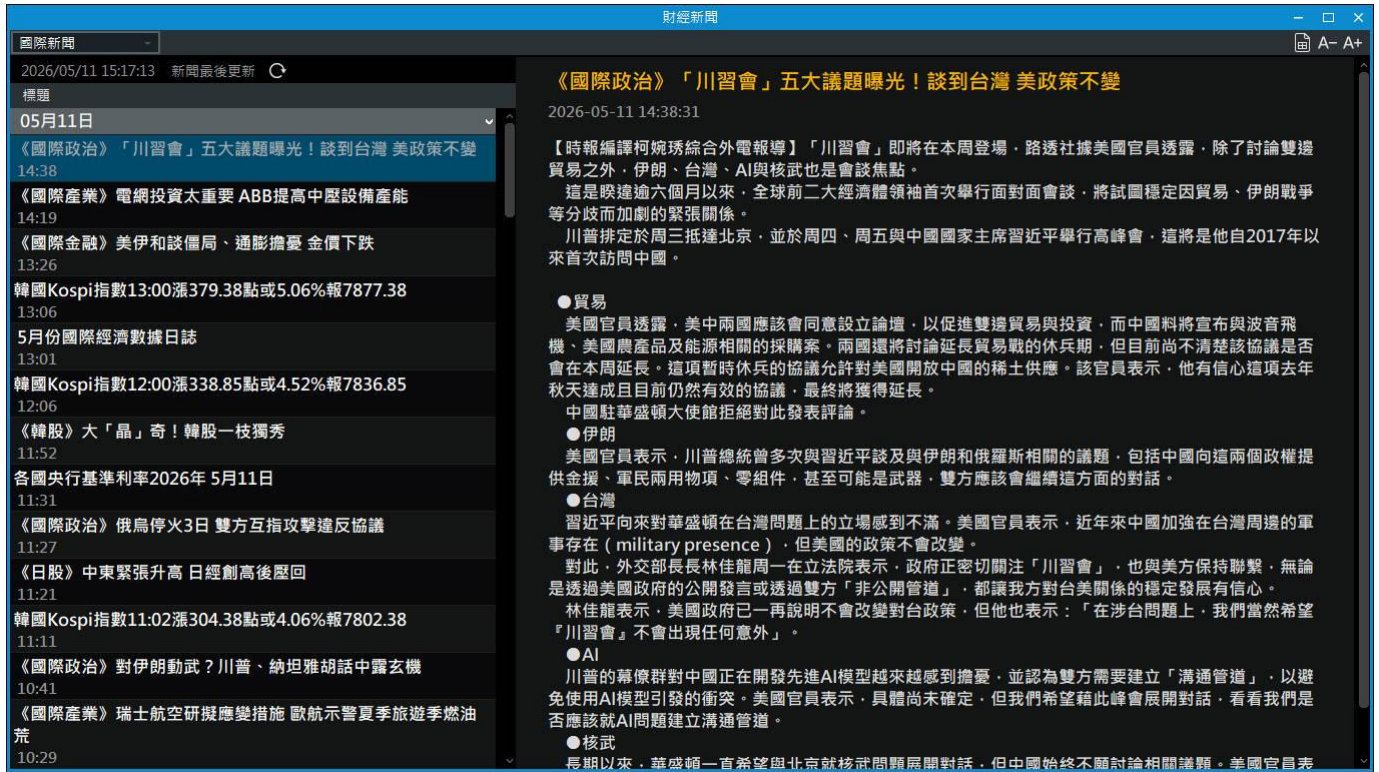 財經新聞
國際新聞
A- A+
2026/05/11 15:17:13 新聞最後更新
標題
05月11日
《國際政治》「川習會」五大議題曝光！談到台灣 美政策不變
14:38
《國際產業》電網投資太重要 ABB提高中壓設備產能
14:19
《國際金融》美伊和談僵局、通膨擔憂 金價下跌
13:26
韓國Kospi指數13:00漲379.38點或5.06%報7877.38
13:06
5月份國際經濟數據日誌
13:01
韓國Kospi指數12:00漲338.85點或4.52%報7836.85
12:06
《韓股》大「晶」奇！韓股一枝獨秀
11:52
各國央行基準利率2026年 5月11日
11:31
《國際政治》俄烏停火3日 雙方互指攻擊違反協議
11:27
《日股》中東緊張升高 日經創高後壓回
11:21
韓國Kospi指數11:02漲304.38點或4.06%報7802.38
11:11
《國際政治》對伊朗動武？川普、納坦雅胡話中露玄機
10:41
《國際產業》瑞士航空研擬應變措施 歐航示警夏季旅遊季燃油
荒
10:29
《國際政治》「川習會」五大議題曝光！談到台灣 美政策不變
2026-05-11 14:38:31
【時報編譯柯婉琇綜合外電報導】「川習會」即將在本周登場，路透社據美國官員透露，除了討論雙邊
貿易之外，伊朗、台灣、AI與核武也是會談焦點。
這是睽違逾六個月以來，全球前二大經濟體領袖首次舉行面對面會談，將試圖穩定因貿易、伊朗戰爭
等分歧而加劇的緊張關係。
川普排定於周三抵達北京，並於周四、周五與中國國家主席習近平舉行高峰會，這將是他自2017年以
來首次訪問中國。
●貿易
美國官員透露，美中兩國應該會同意設立論壇，以促進雙邊貿易與投資，而中國料將宣布與波音飛
機、美國農產品及能源相關的採購案。兩國還將討論延長貿易戰的休兵期，但目前尚不清楚該協議是否
會在本周延長。這項暫時休兵的協議允許對美國開放中國的稀土供應。該官員表示，他有信心這項去年
秋天達成且目前仍然有效的協議，最終將獲得延長。
中國駐華盛頓大使館拒絕對此發表評論。
●伊朗
美國官員表示，川普總統曾多次與習近平談及與伊朗和俄羅斯相關的議題，包括中國向這兩個政權提
供金援、軍民兩用物項、零組件，甚至可能是武器，雙方應該會繼續這方面的對話。
●台灣
習近平向來對華盛頓在台灣問題上的立場感到不滿。美國官員表示，近年來中國加強在台灣周邊的軍
事存在（military presence），但美國的政策不會改變。
對此，外交部長長林佳龍周一在立法院表示，政府正密切關注「川習會」，也與美方保持聯繫，無論
是透過美國政府的公開發言或透過雙方「非公開管道」，都讓我方對台美關係的穩定發展有信心。
林佳龍表示，美國政府已一再說明不會改變對台政策，但他也表示：「在涉台問題上，我們當然希望
『川習會』不會出現任何意外」。
●AI
川普的幕僚群對中國正在開發先進AI模型越來越感到擔憂，並認為雙方需要建立「溝通管道」，以避
免使用AI模型引發的衝突。美國官員表示，具體尚未確定，但我們希望藉此峰會展開對話，看看我們是
否應該就AI問題建立溝通管道。
●核武
長期以來，華盛頓一直希望與北京就核武問題展開對話，但中國始終不願討論相關議題。美國官員表